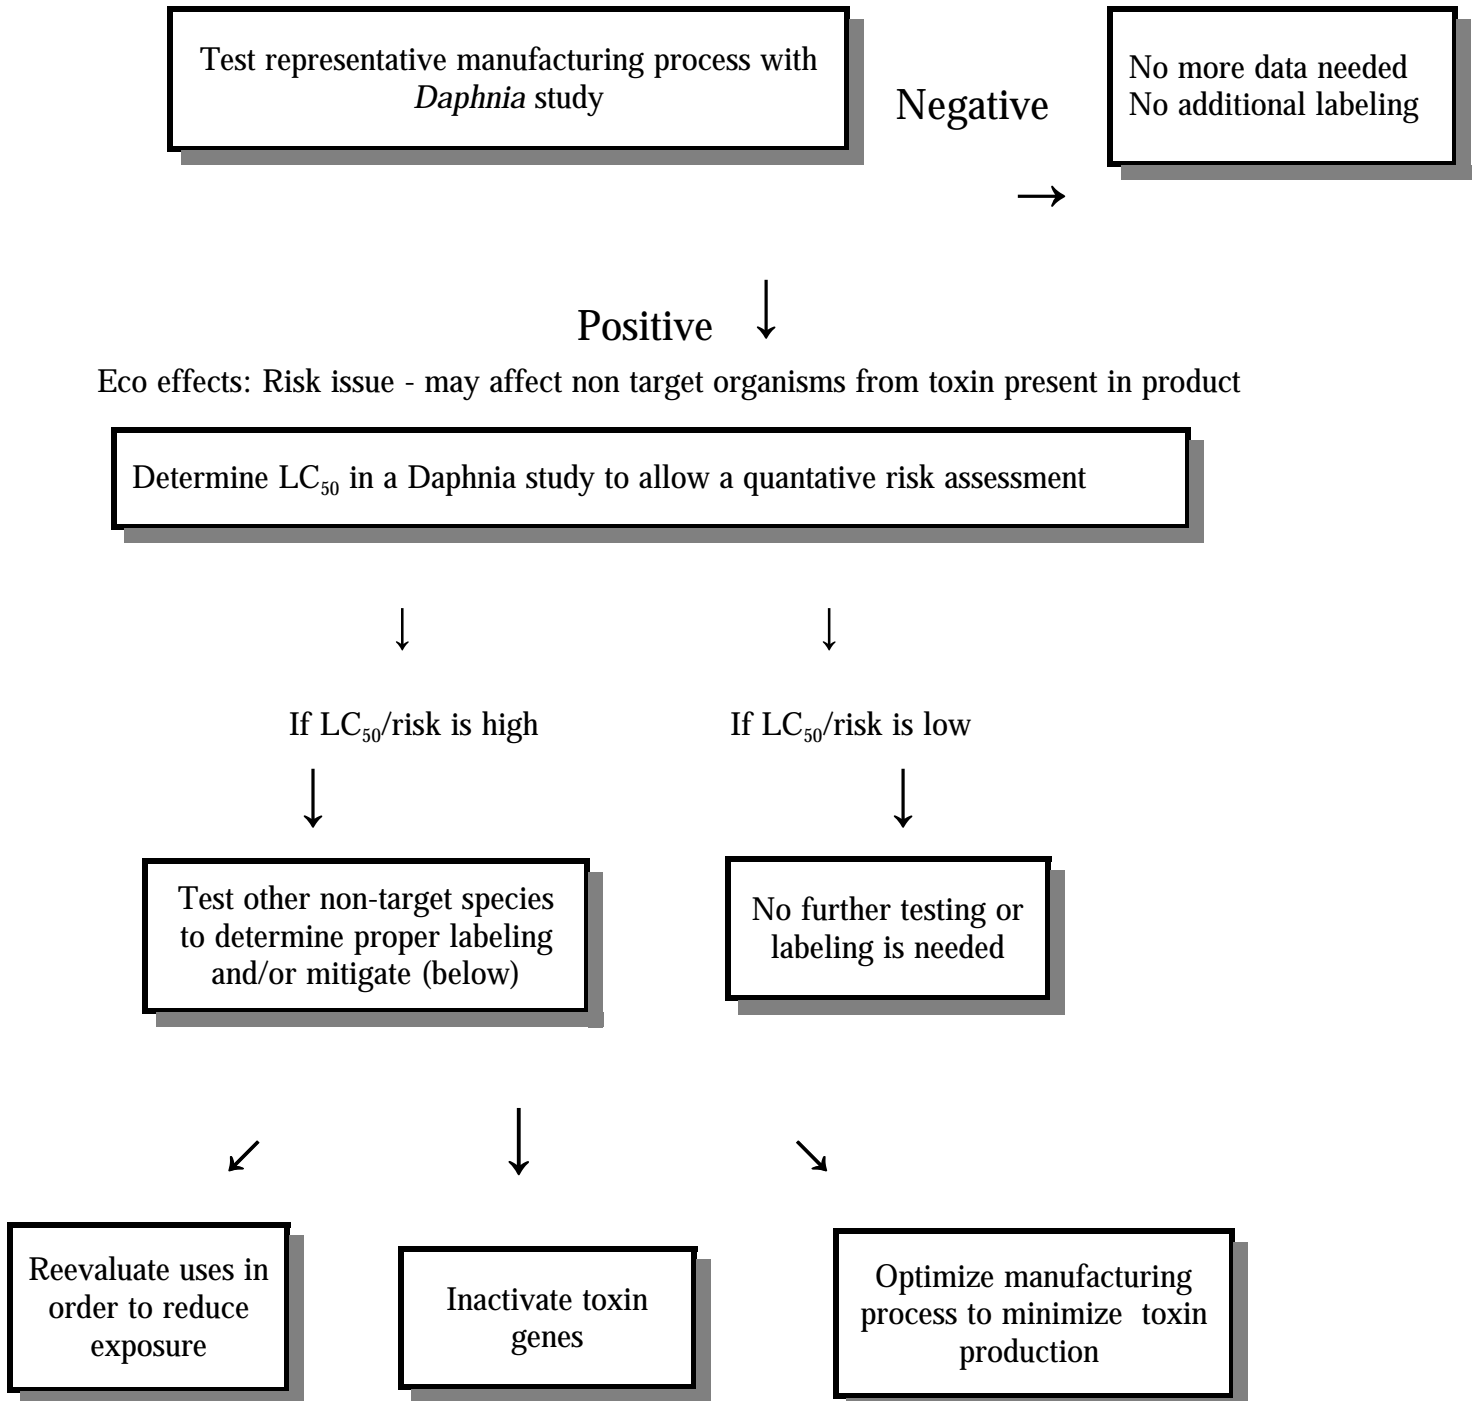 Test representative manufacturing process with
Daphnia study
Negative
No more data needed
No additional labeling
→
↓
Positive
Eco effects: Risk issue - may affect non target organisms from toxin present in product
Determine LC₅₀ in a Daphnia study to allow a quantative risk assessment
↓
↓
If LC₅₀/risk is high
If LC₅₀/risk is low
↓
↓
Test other non-target species
to determine proper labeling
and/or mitigate (below)
No further testing or
labeling is needed
↙
↓
↘
Reevaluate uses in
order to reduce
exposure
Inactivate toxin
genes
Optimize manufacturing
process to minimize toxin
production